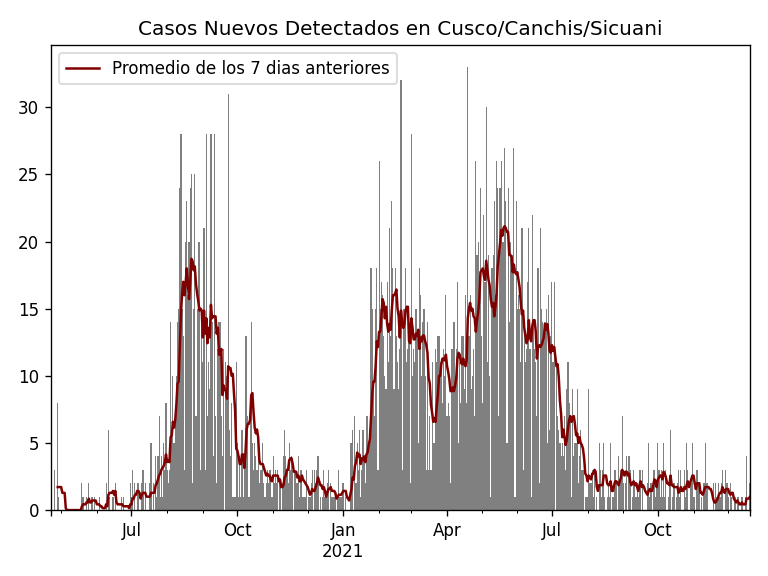 Casos Nuevos Detectados en Cusco/Canchis/Sicuani
Promedio de los 7 dias anteriores
30
25
20
15
10
5
0
Jul Oct Jan Apr Jul Oct
2021